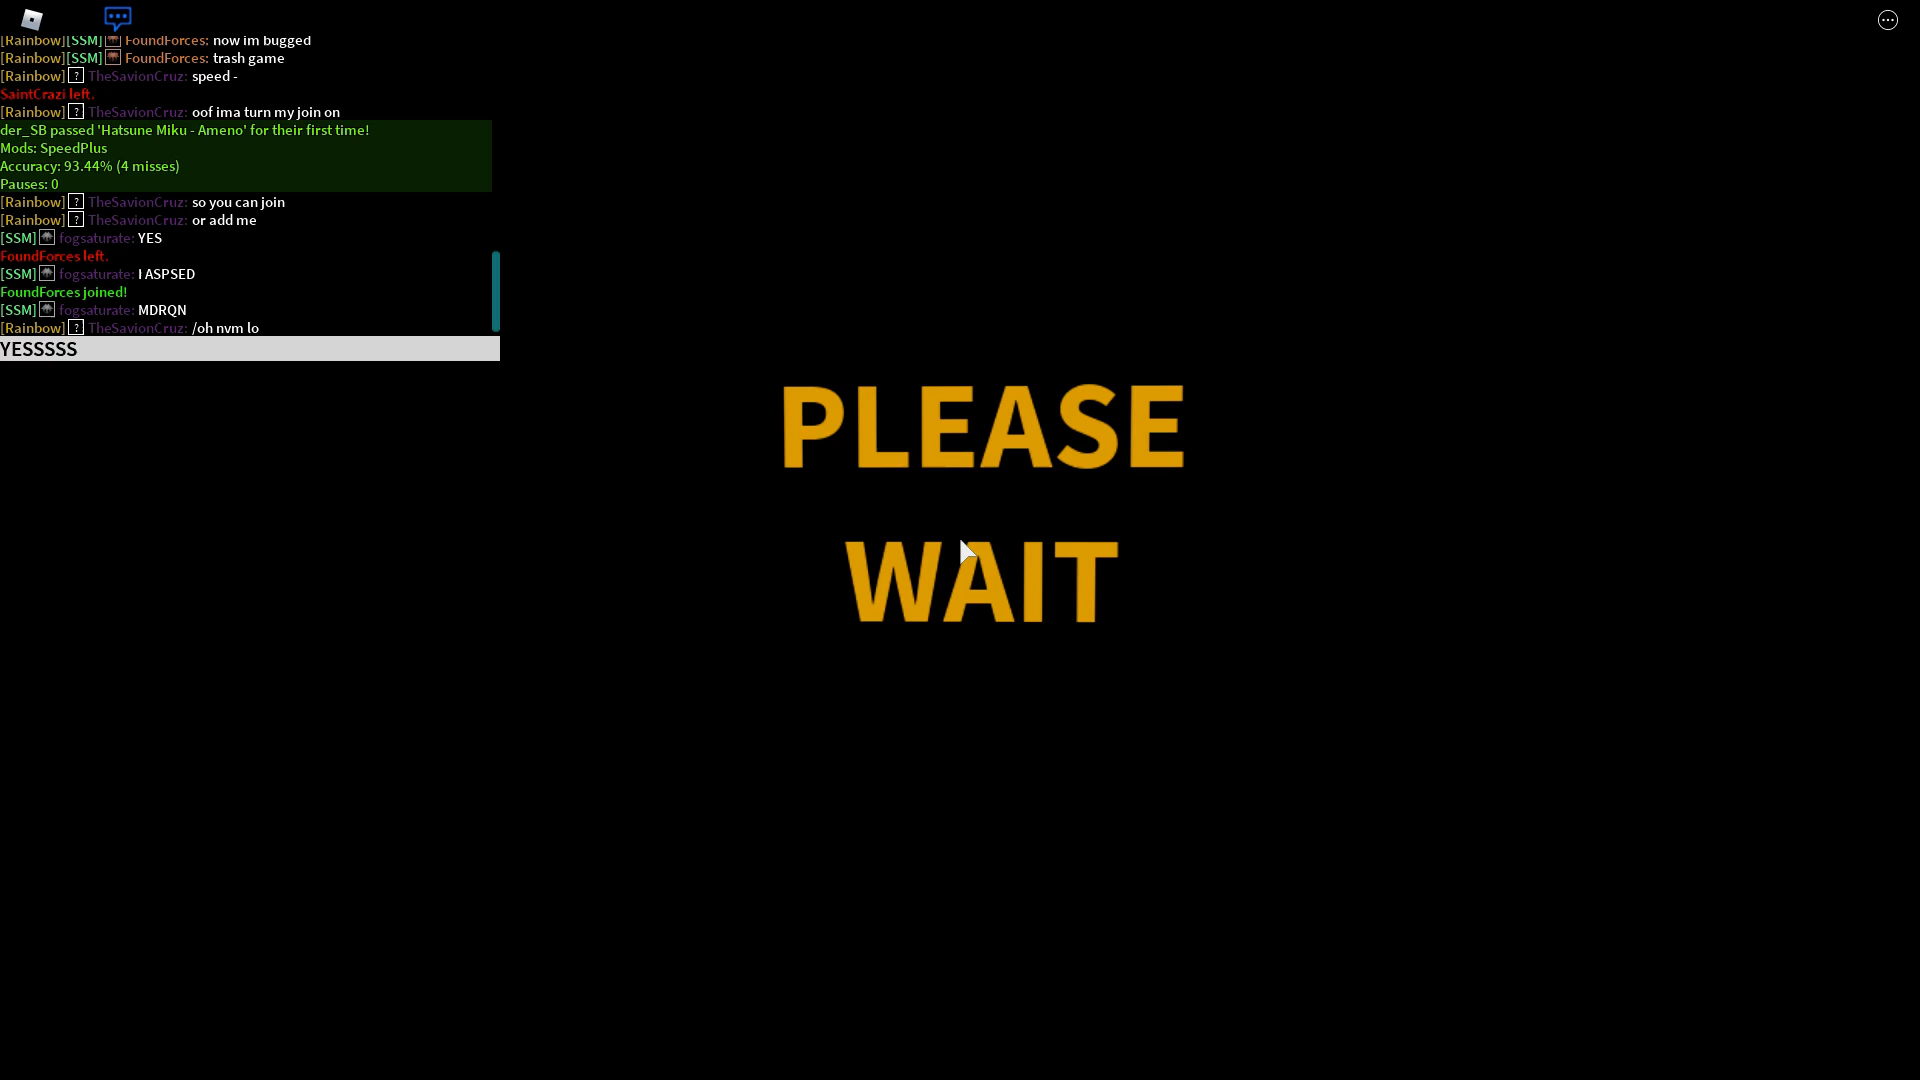 [Rainbow][SSM] FoundForces: now im bugged
[Rainbow][SSM] FoundForces: trash game
[Rainbow] ? TheSavionCruz: speed -
SaintCrazi left.
[Rainbow] ? TheSavionCruz: oof ima turn my join on
der_SB passed 'Hatsune Miku - Ameno' for their first time!
Mods: SpeedPlus
Accuracy: 93.44% (4 misses)
Pauses: 0
[Rainbow] ? TheSavionCruz: so you can join
[Rainbow] ? TheSavionCruz: or add me
[SSM] fogsaturate: YES
FoundForces left.
[SSM] fogsaturate: I ASPSED
FoundForces joined!
[SSM] fogsaturate: MDRQN
[Rainbow] ? TheSavionCruz: /oh nvm lo
YESSSSS
PLEASE
WAIT